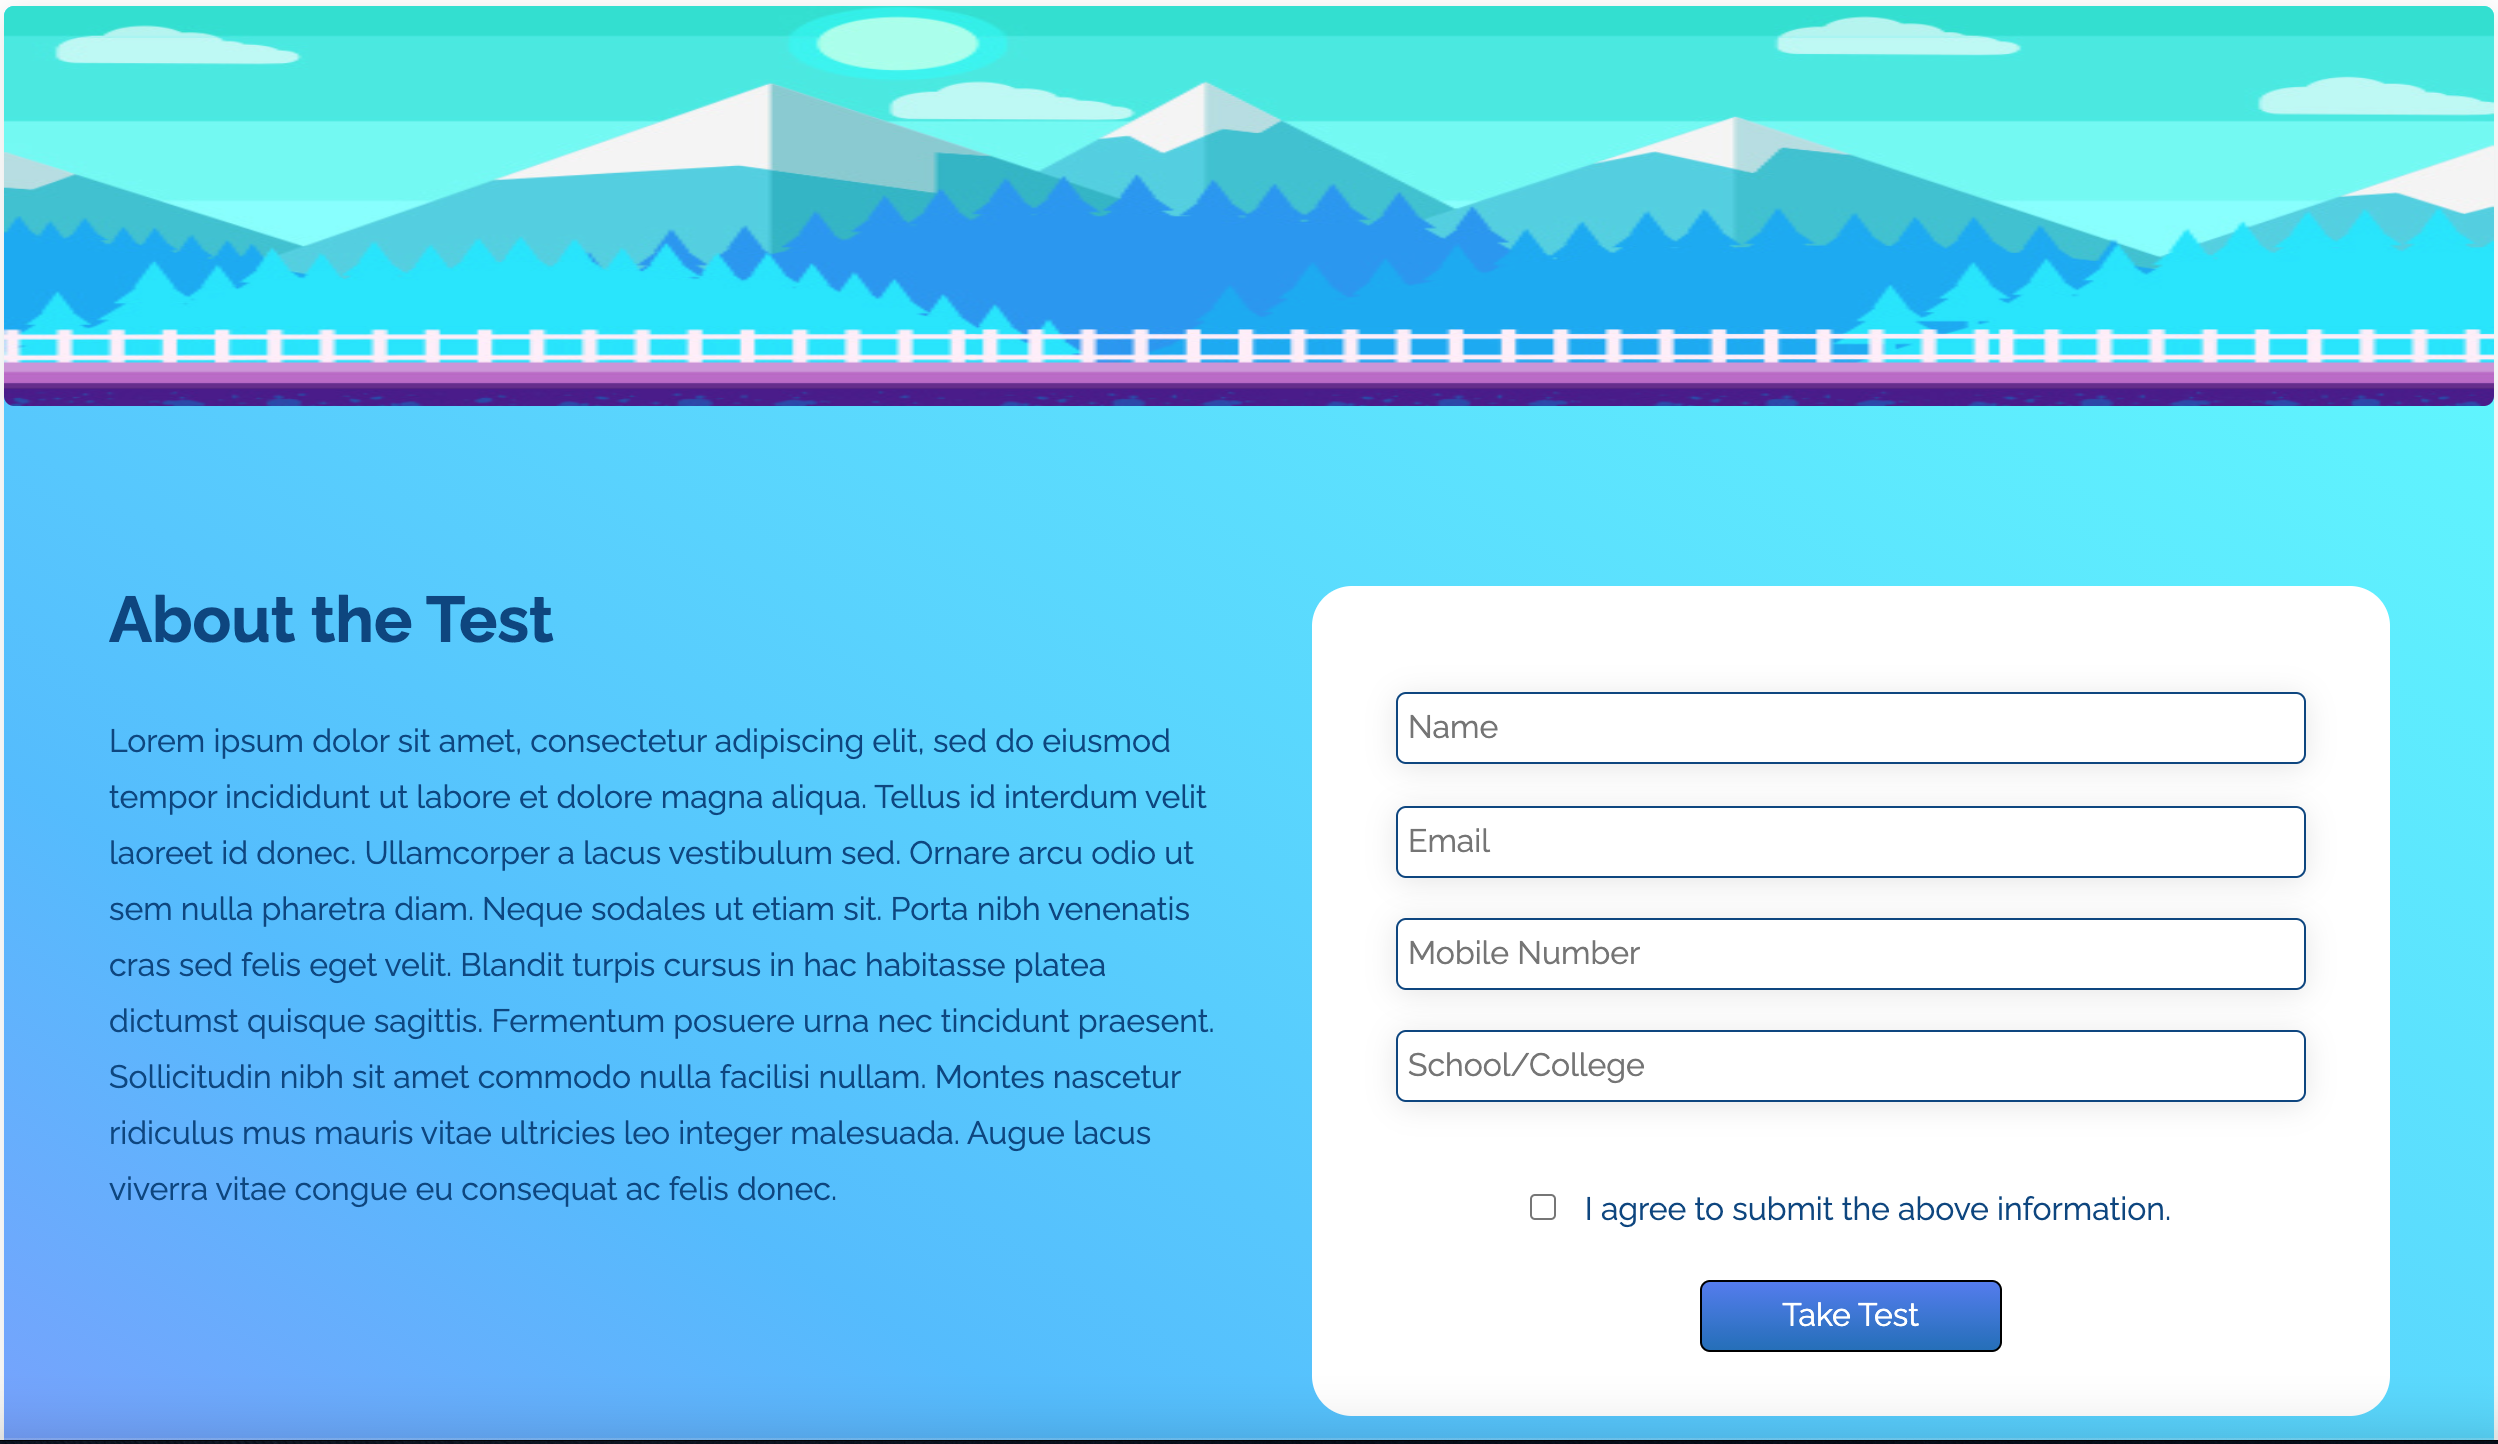 About the Test
Lorem ipsum dolor sit amet, consectetur adipiscing elit, sed do eiusmod
tempor incididunt ut labore et dolore magna aliqua. Tellus id interdum velit
laoreet id donec. Ullamcorper a lacus vestibulum sed. Ornare arcu odio ut
sem nulla pharetra diam. Neque sodales ut etiam sit. Porta nibh venenatis
cras sed felis eget velit. Blandit turpis cursus in hac habitasse platea
dictumst quisque sagittis. Fermentum posuere urna nec tincidunt praesent.
Sollicitudin nibh sit amet commodo nulla facilisi nullam. Montes nascetur
ridiculus mus mauris vitae ultricies leo integer malesuada. Augue lacus
viverra vitae congue eu consequat ac felis donec.
Name
Email
Mobile Number
School/College
I agree to submit the above information.
Take Test